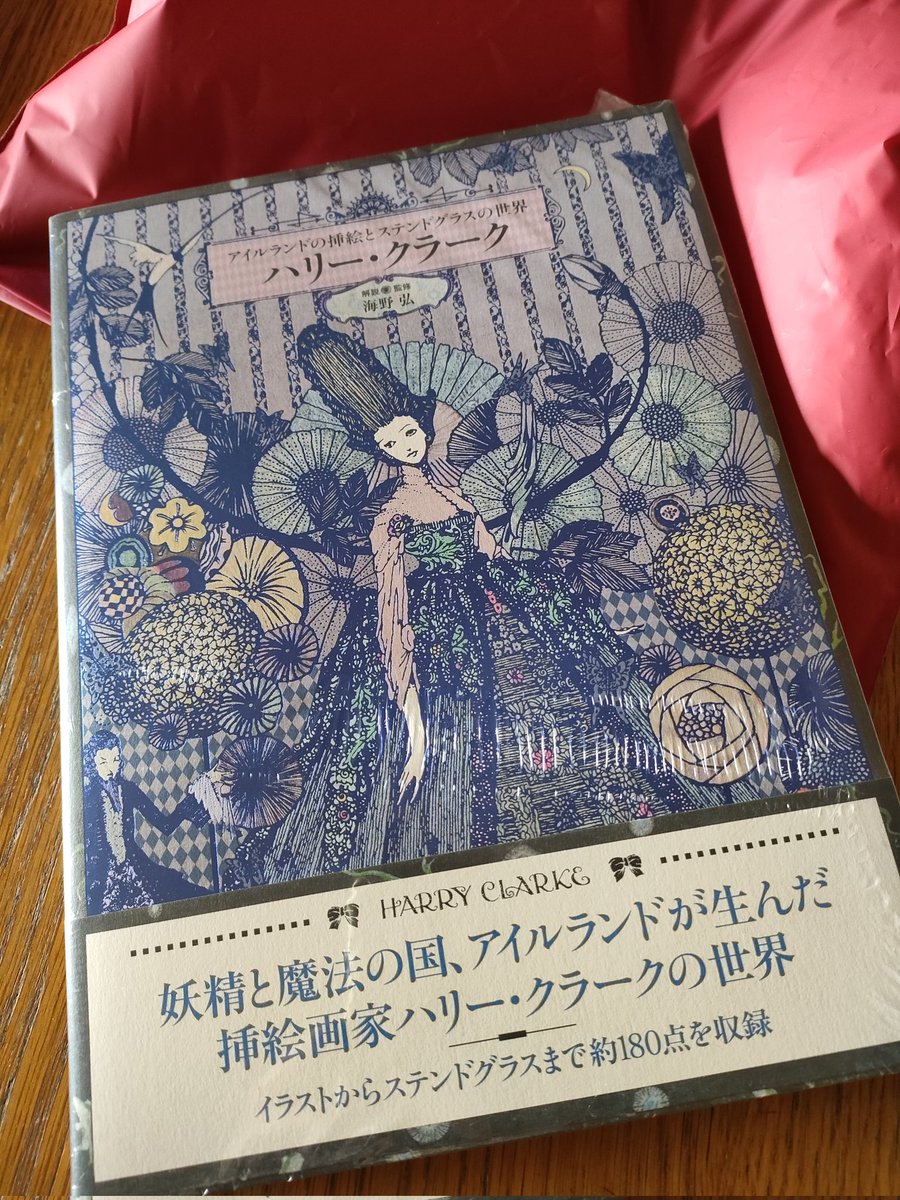 アイルランドの挿絵とステンドグラスの世界
ハリー・クラーク
解説 監修
海野 弘
HARRY CLARKE
妖精と魔法の国、アイルランドが生んだ
挿絵画家ハリー・クラークの世界
イラストからステンドグラスまで約180点を収録